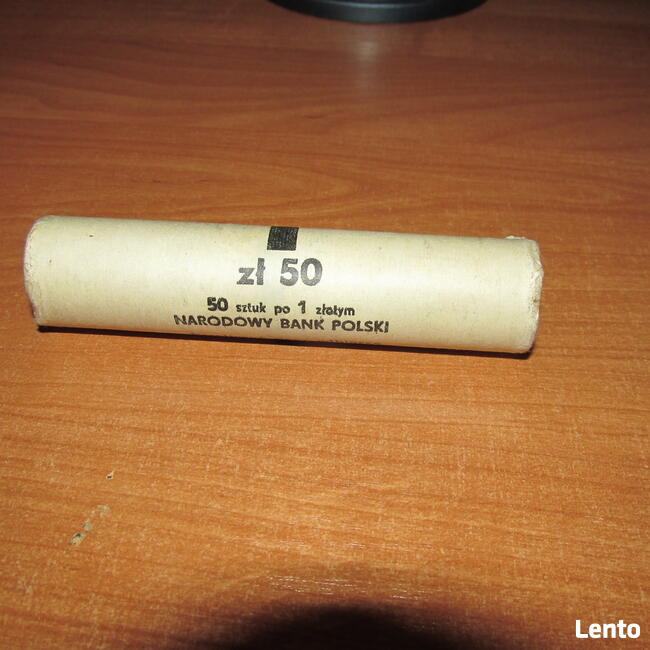 zł 50
50 sztuk po 1 złotym
NARODOWY BANK POLSKI
Lento